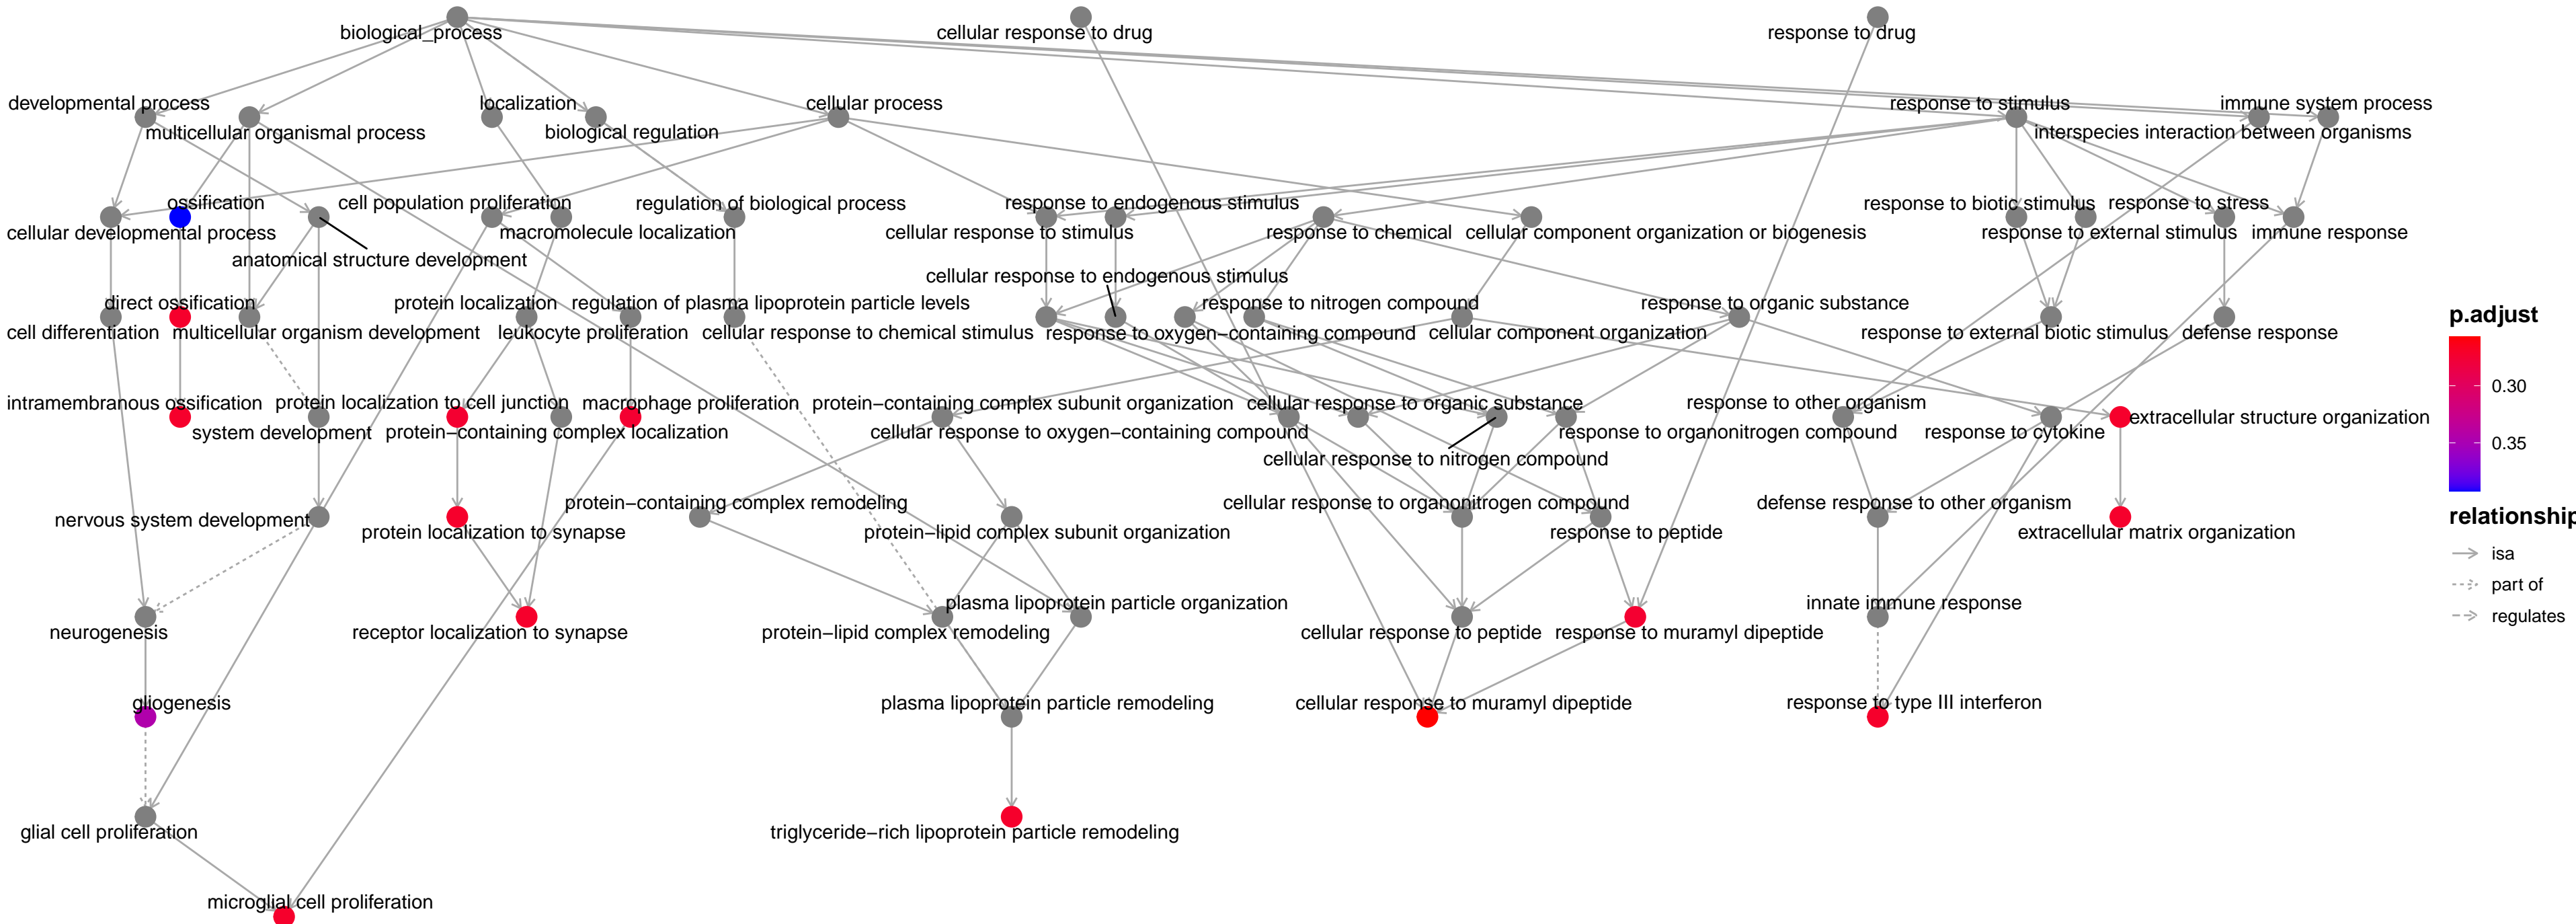 biological_process
cellular response to drug
response to drug
developmental process
localization
cellular process
response to stimulus
immune system process
multicellular organismal process
biological regulation
interspecies interaction between organisms
ossification
cell population proliferation
regulation of biological process
response to endogenous stimulus
response to biotic stimulus
response to stress
cellular developmental process
macromolecule localization
cellular response to stimulus
response to chemical
cellular component organization or biogenesis
response to external stimulus
immune response
anatomical structure development
cellular response to endogenous stimulus
direct ossification
protein localization
regulation of plasma lipoprotein particle levels
response to nitrogen compound
response to organic substance
cell differentiation
multicellular organism development
leukocyte proliferation
cellular response to chemical stimulus
response to oxygen−containing compound
cellular component organization
response to external biotic stimulus
defense response
intramembranous ossification
protein localization to cell junction
macrophage proliferation
protein−containing complex subunit organization
cellular response to organic substance
response to other organism
extracellular structure organization
system development
protein−containing complex localization
cellular response to oxygen−containing compound
response to organonitrogen compound
response to cytokine
cellular response to nitrogen compound
protein−containing complex remodeling
cellular response to organonitrogen compound
defense response to other organism
nervous system development
protein localization to synapse
protein−lipid complex subunit organization
response to peptide
extracellular matrix organization
plasma lipoprotein particle organization
innate immune response
neurogenesis
receptor localization to synapse
protein−lipid complex remodeling
cellular response to peptide
response to muramyl dipeptide
gliogenesis
plasma lipoprotein particle remodeling
cellular response to muramyl dipeptide
response to type III interferon
glial cell proliferation
triglyceride−rich lipoprotein particle remodeling
microglial cell proliferation
p.adjust
0.30
0.35
relationship
isa
part of
regulates